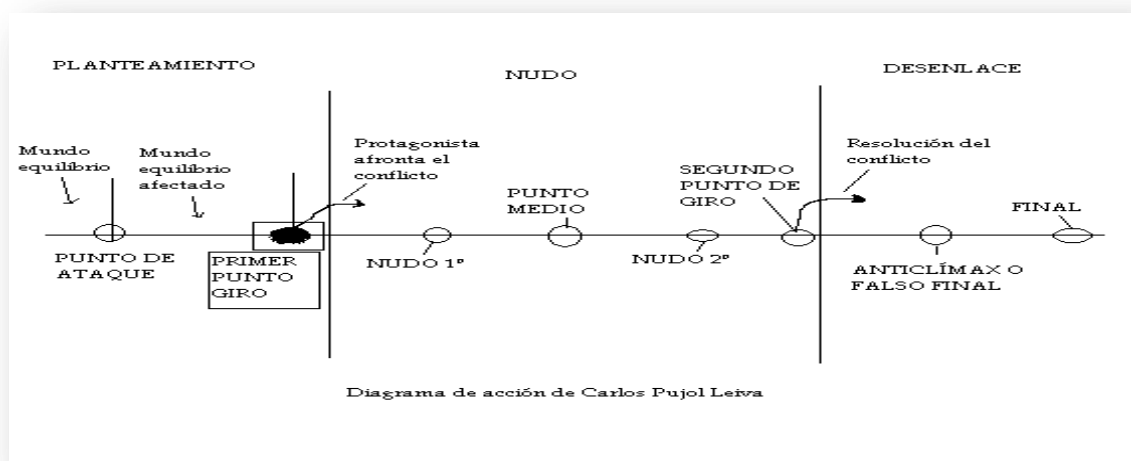 PLANTEAMIENTO
NUDO
DESENLACE
Mundo
equilibrio
Mundo
equilibrio
afectado
Protagonista
afronta el
conflicto
PUNTO
MEDIO
SEGUNDO
PUNTO DE
GIRO
Resolución del
conflicto
FINAL
PUNTO DE
ATAQUE
PRIMER
PUNTO
GIRO
NUDO 1º
NUDO 2º
ANTICLÍMAX O
FALSO FINAL
Diagrama de acción de Carlos Pujol Leiva